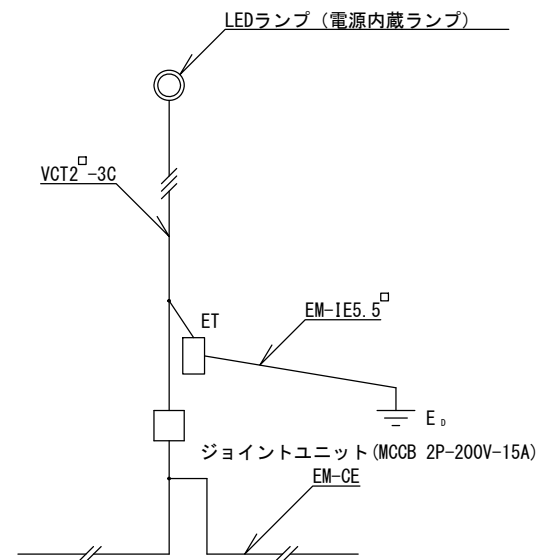 LEDランプ（電源内蔵ランプ）
VCT2□-3C
ET
EM-IE5.5□
ED
ジョイントユニット(MCCB 2P-200V-15A)
EM-CE